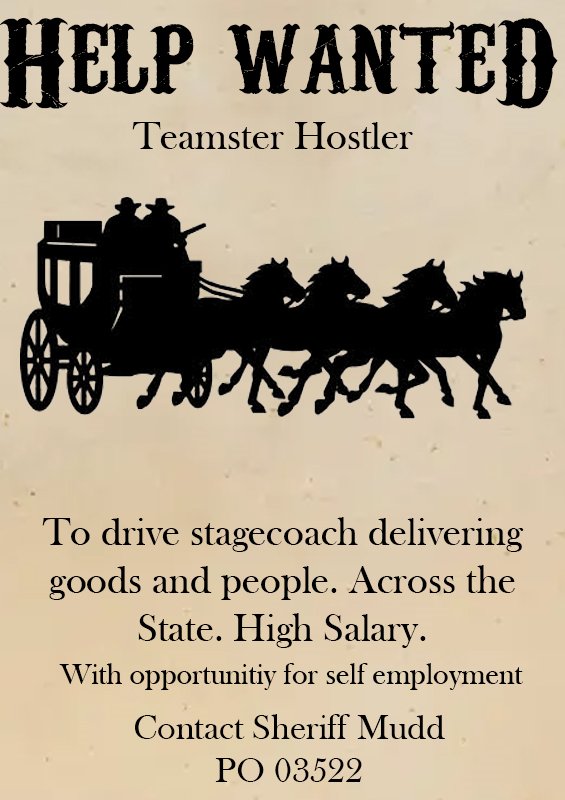 HELP WANTED
Teamster Hostler
To drive stagecoach delivering
goods and people. Across the
State. High Salary.
With opportunitiy for self employment
Contact Sheriff Mudd
PO 03522